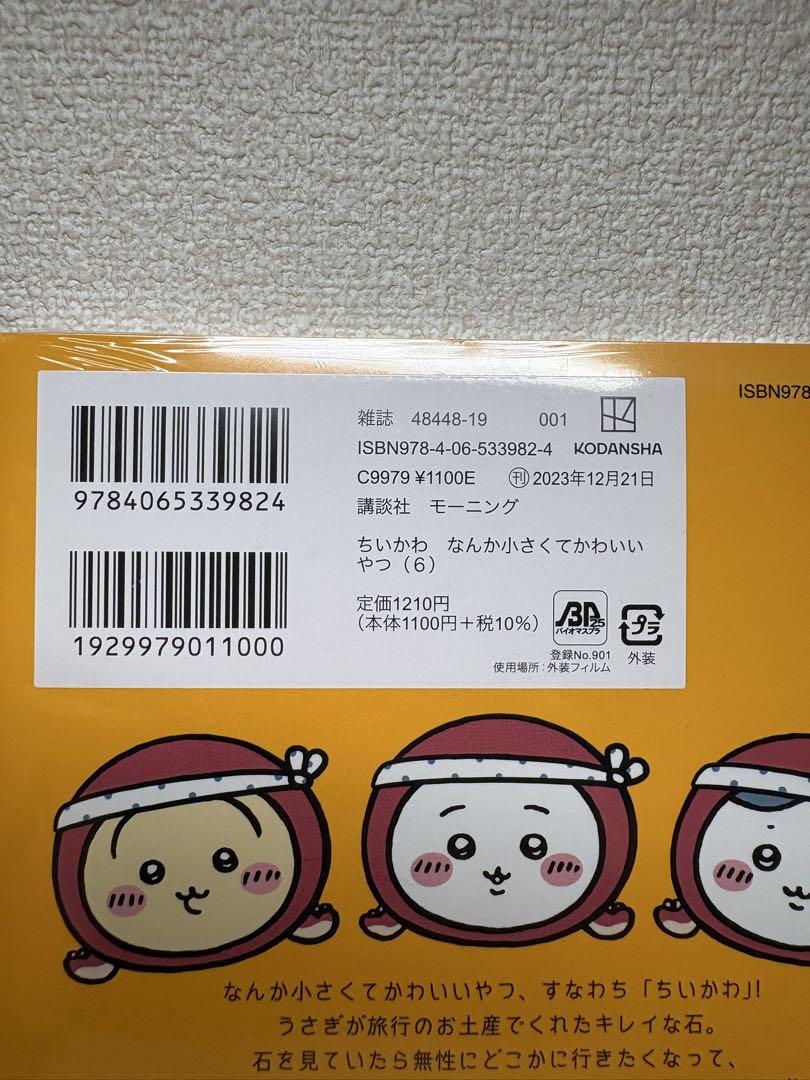 ISBN978
雑誌 48448-19 001
ISBN978-4-06-533982-4 KODANSHA
C9979 ¥1100E 刊 2023年12月21日
講談社 モーニング
9784065339824
ちいかわ なんか小さくてかわいい
やつ（6）
定価1210円
（本体1100円＋税10%）
1929979011000
BP 25
バイオマスプラ
プラ
登録No.901
外装
使用場所：外装フィルム
なんか小さくてかわいいやつ、すなわち「ちいかわ」!
うさぎが旅行のお土産でくれたキレイな石。
石を見ていたら無性にどこかに行きたくなって、